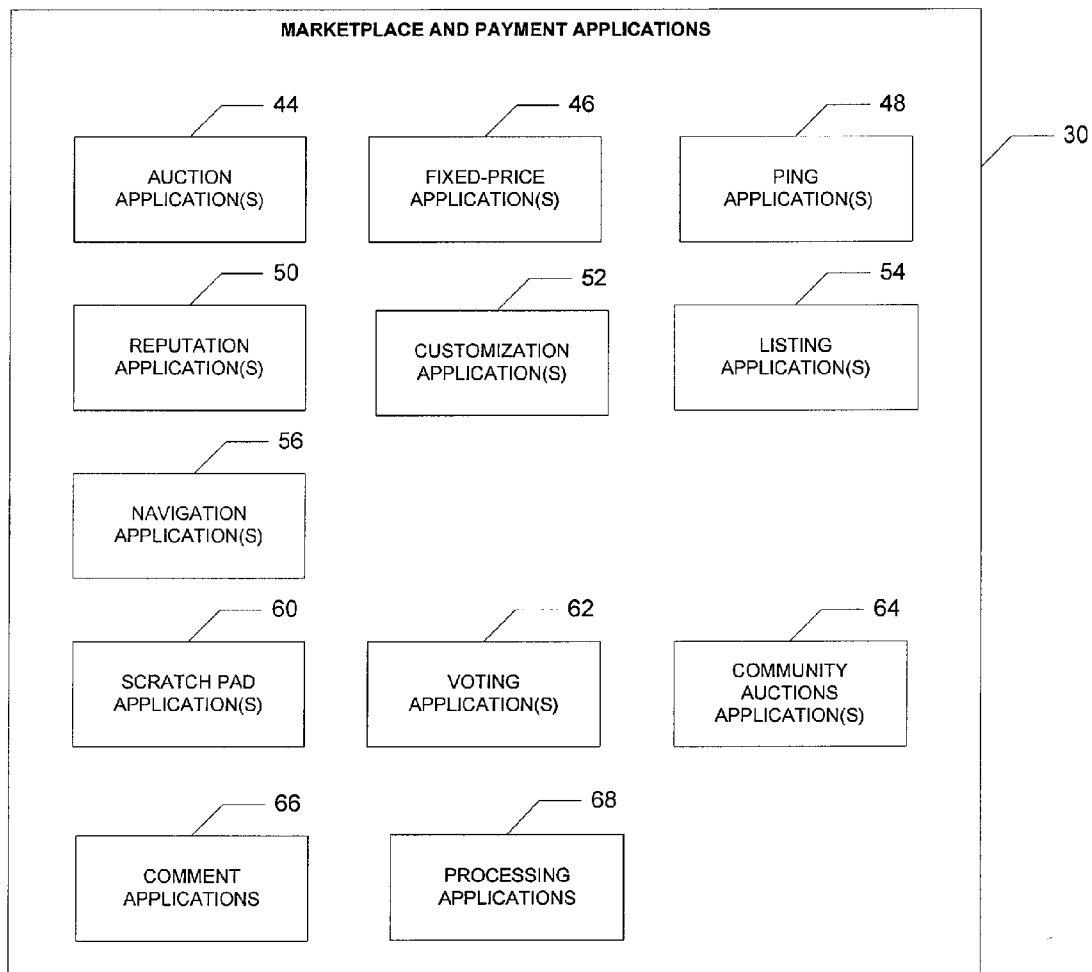 MARKETPLACE AND PAYMENT APPLICATIONS
44
46
48
30
AUCTION
APPLICATION(S)
FIXED-PRICE
APPLICATION(S)
PING
APPLICATION(S)
50
52
54
REPUTATION
APPLICATION(S)
CUSTOMIZATION
APPLICATION(S)
LISTING
APPLICATION(S)
56
NAVIGATION
APPLICATION(S)
60
62
64
SCRATCH PAD
APPLICATION(S)
VOTING
APPLICATION(S)
COMMUNITY
AUCTIONS
APPLICATION(S)
66
68
COMMENT
APPLICATIONS
PROCESSING
APPLICATIONS